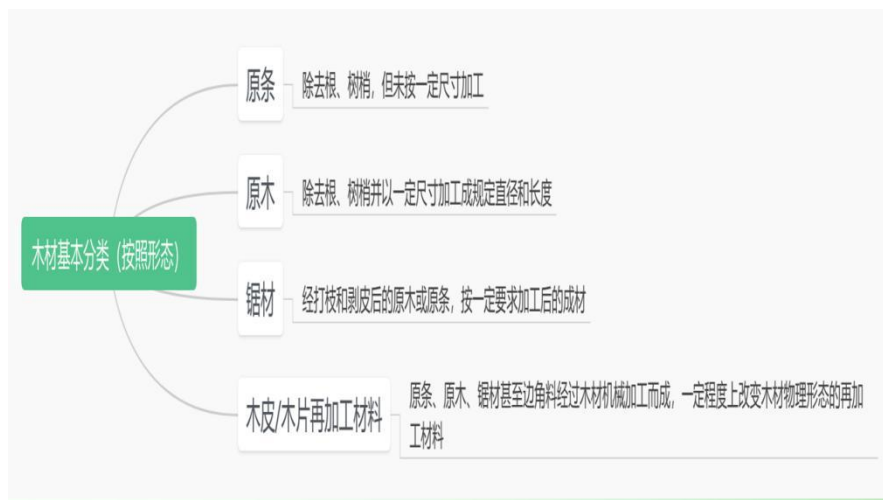 原条
除去根、树梢，但未按一定尺寸加工
原木
除去根、树梢并以一定尺寸加工成规定直径和长度
木材基本分类（按照形态）
锯材
经打枝和剥皮后的原木或原条，按一定要求加工后的成材
木皮/木片再加工材料
原条、原木、锯材甚至边角料经过木材机械加工而成，一定程度上改变木材物理形态的再加
工材料